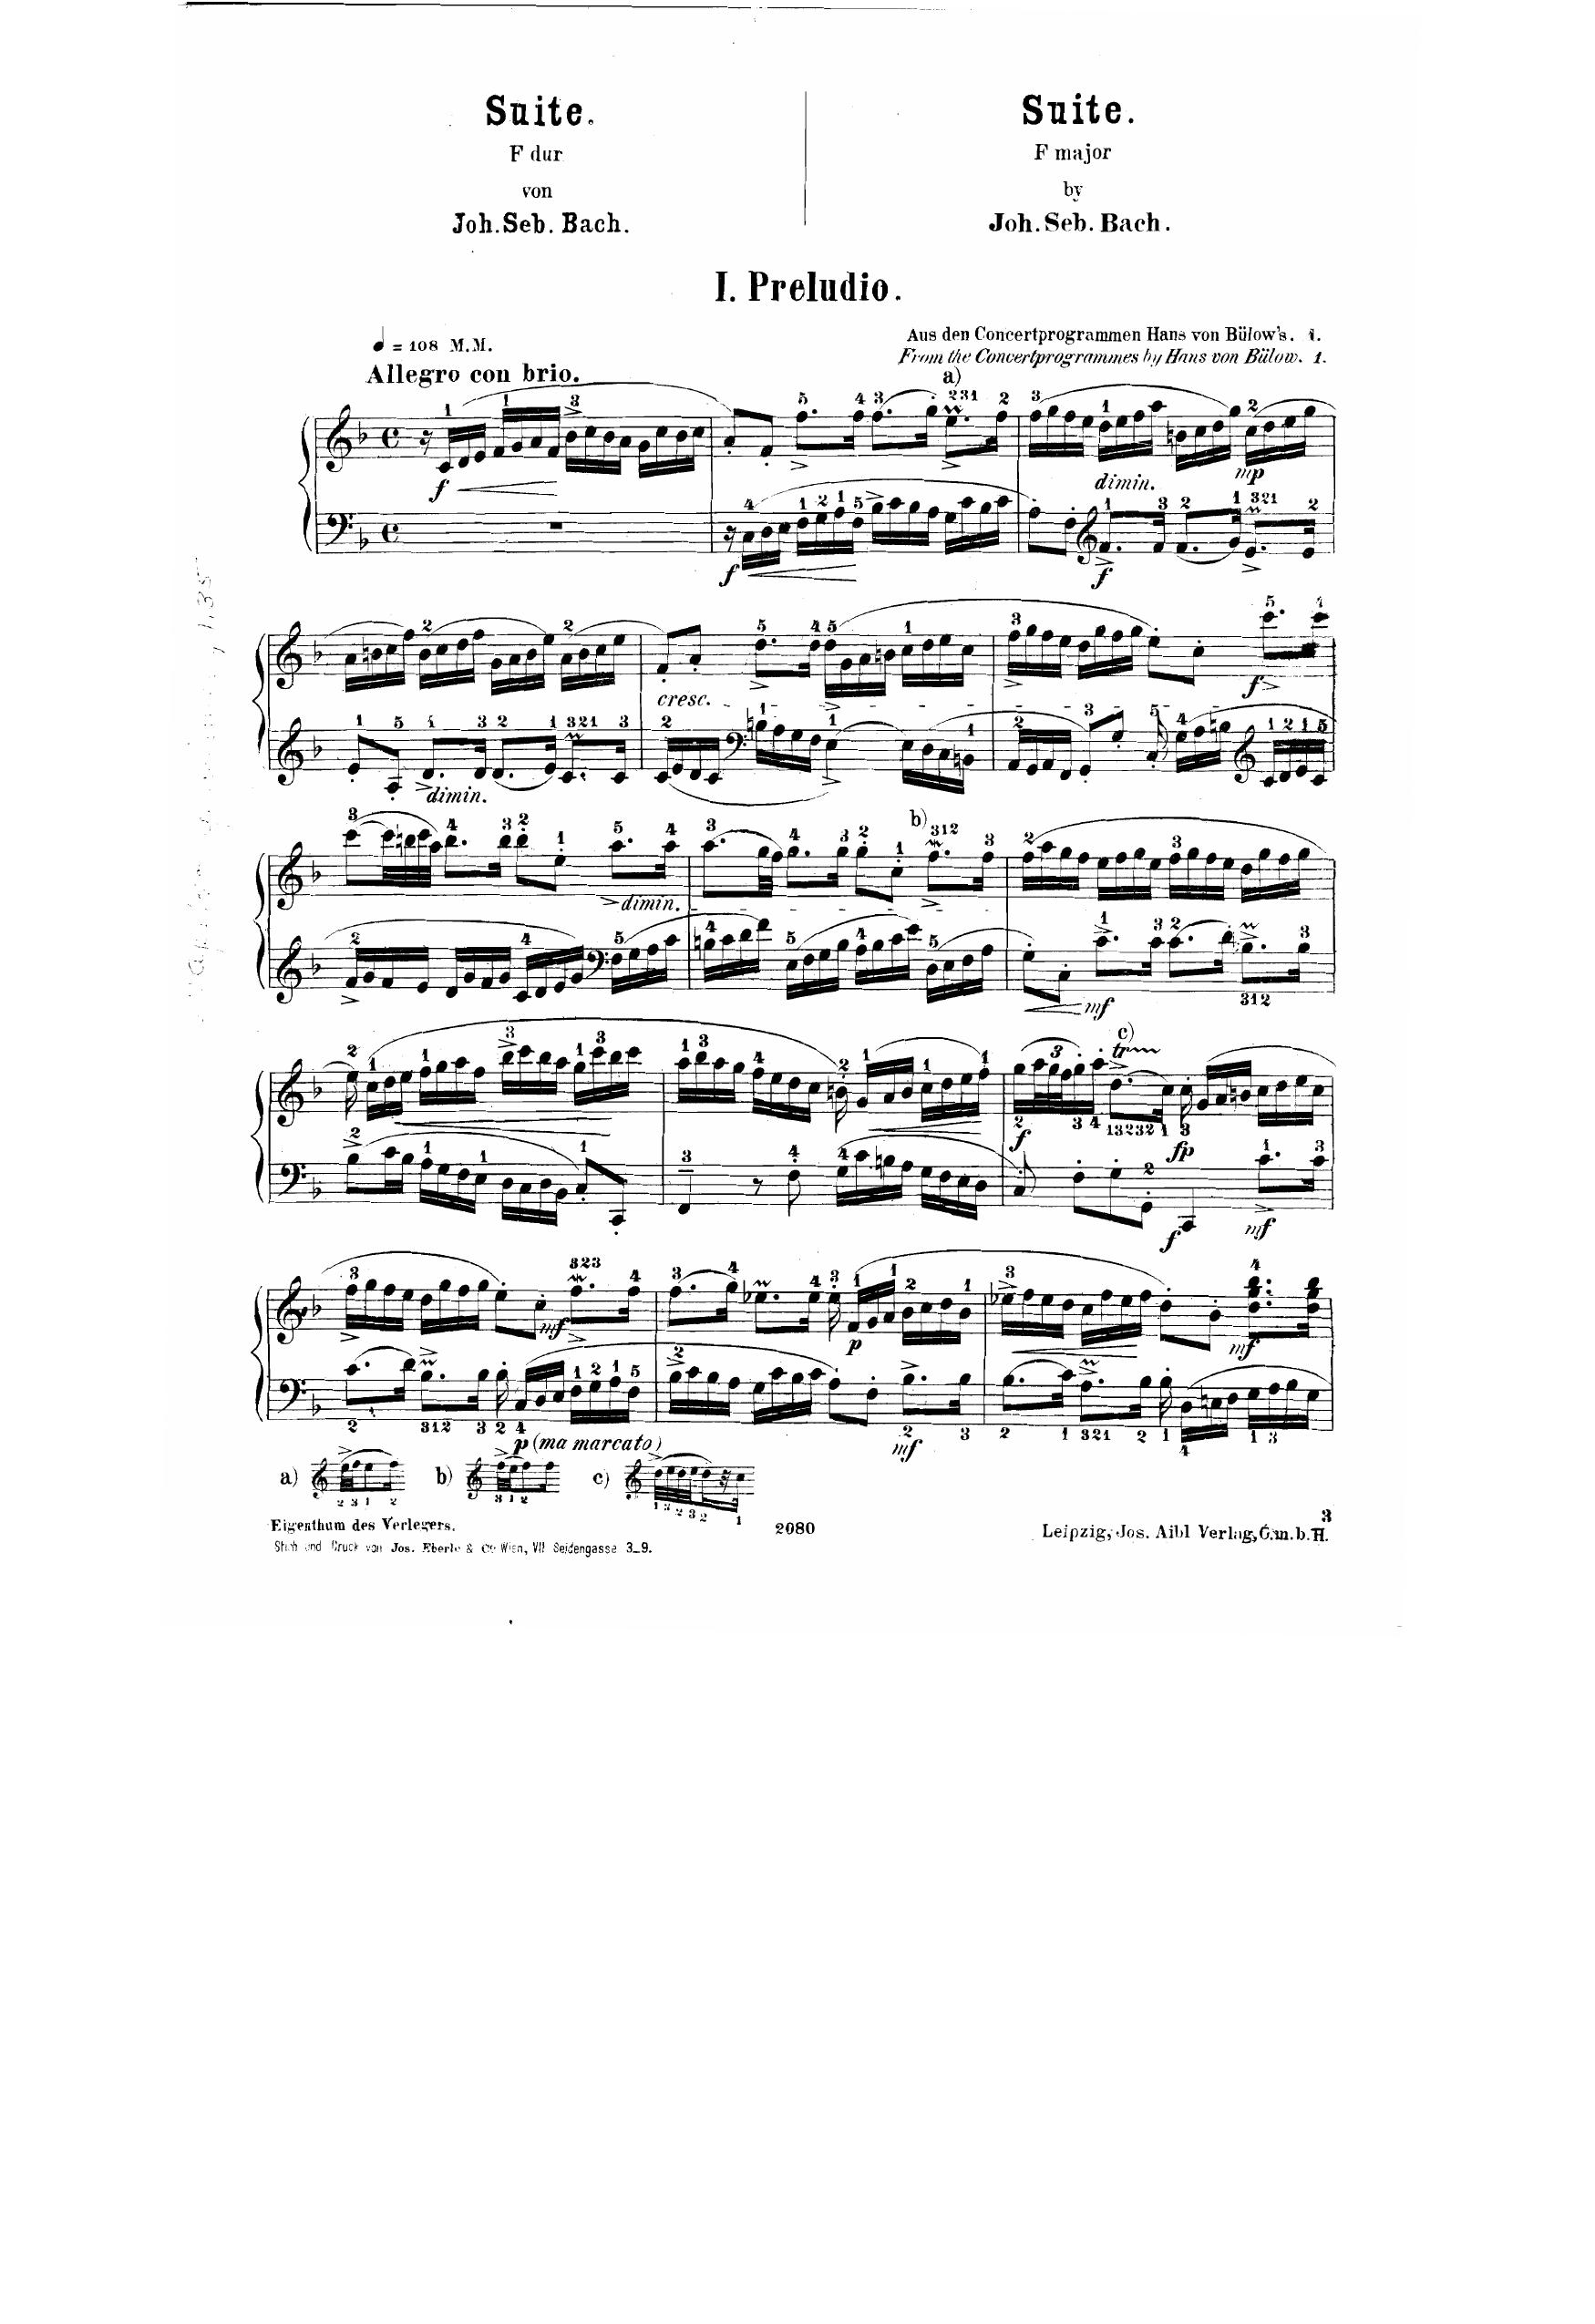 Suite.
F dur
von
Joh. Seb. Bach.
Suite.
F major
by
Joh. Seb. Bach.
I. Preludio.
= 108 M.M.
Allegro con brio.
Aus den Concertprogrammen Hans von Bülow's. 1.
From the Concertprogrammes by Hans von Bülow. 1.
a)
f
dimin.
mp
f
f
cresc.
f
dimin.
b)
dimin.
mf
c)
f
fp
f
mf
mf
p
mf
p (ma marcato)
mf
a)
b)
c)
3
Eigenthum des Verlegers.
2080
Leipzig, Jos. Aibl Verlag, G.m.b.H.
Stich und Druck von Jos. Eberle & Co Wien, VII Seidengasse 3_9.